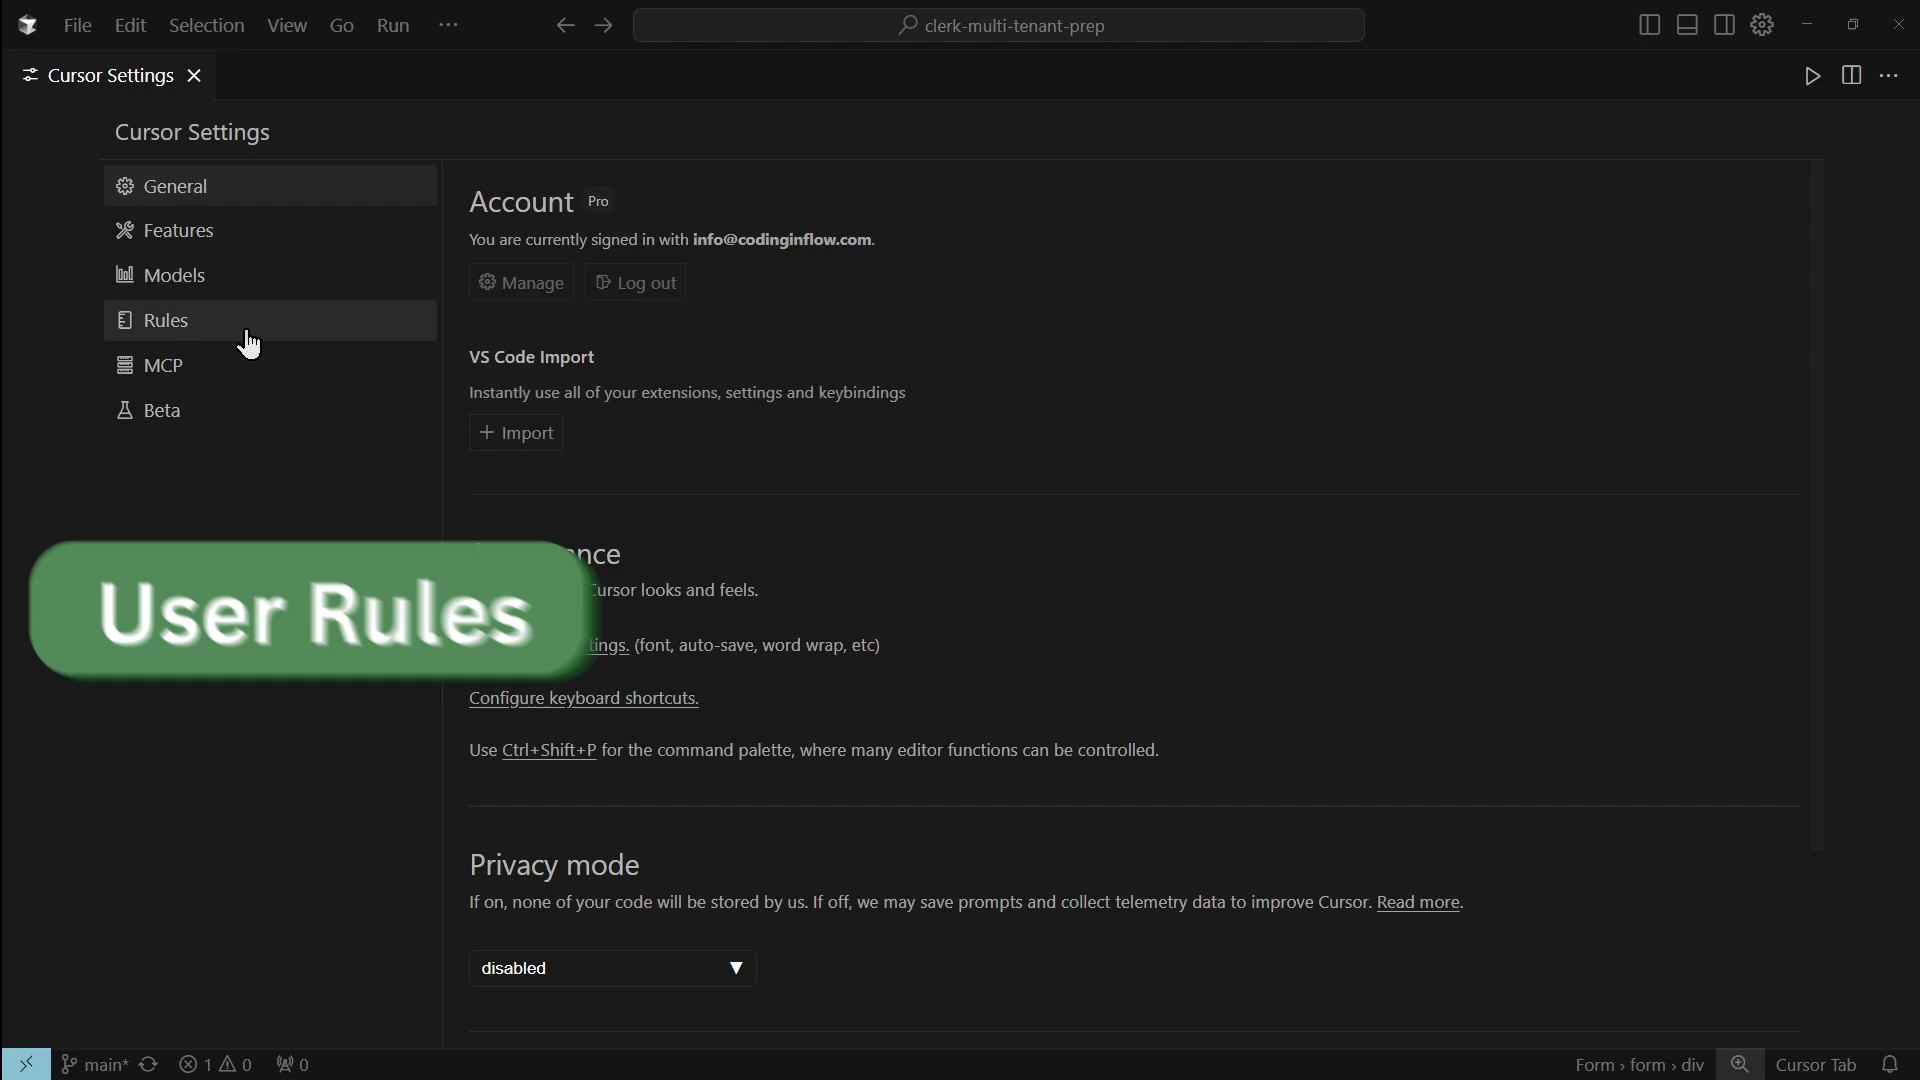 File Edit Selection View Go Run ···
clerk-multi-tenant-prep
Cursor Settings
Cursor Settings
General
Features
Models
Rules
MCP
Beta
Account Pro
You are currently signed in with info@codinginflow.com.
Manage Log out
VS Code Import
Instantly use all of your extensions, settings and keybindings
+ Import
User Rules
Cursor looks and feels.
(font, auto-save, word wrap, etc)
Configure keyboard shortcuts.
Use Ctrl+Shift+P for the command palette, where many editor functions can be controlled.
Privacy mode
If on, none of your code will be stored by us. If off, we may save prompts and collect telemetry data to improve Cursor. Read more.
disabled
main* 1 0 0
Form › form › div Cursor Tab